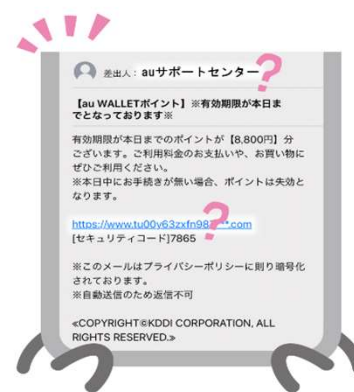 差出人： auサポートセンター?
【au WALLETポイント】※有効期限が本日ま
でとなっております※
有効期限が本日までのポイントが【8,800円】分
ございます。ご利用料金のお支払いや、お買い物に
ぜひご利用ください。
※本日中にお手続きが無い場合、ポイントは失効と
なります。
?
[セキュリティコード]7865
※このメールはプライバシーポリシーに則り暗号化
されております。
※自動送信のため返信不可
≪COPYRIGHT©KDDI CORPORATION, ALL
RIGHTS RESERVED.≫